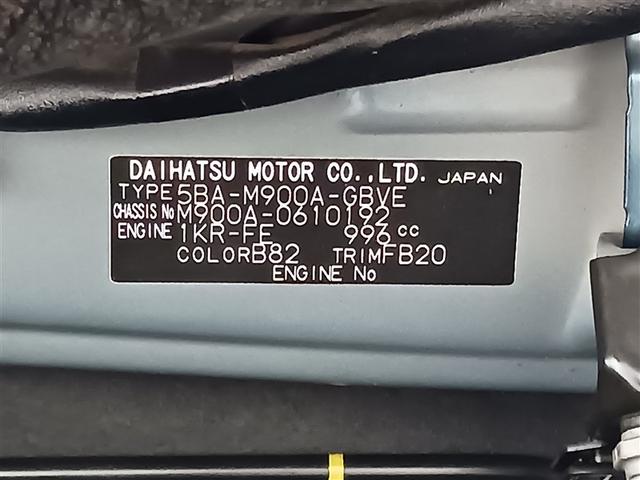 DAIHATSU MOTOR CO.,LTD. JAPAN
TYPE 5BA-M900A-GBVE
CHASSIS No M900A-0610192
ENGINE 1KR-FE 996 cc
COLOR B82 TRIM FB20
ENGINE No